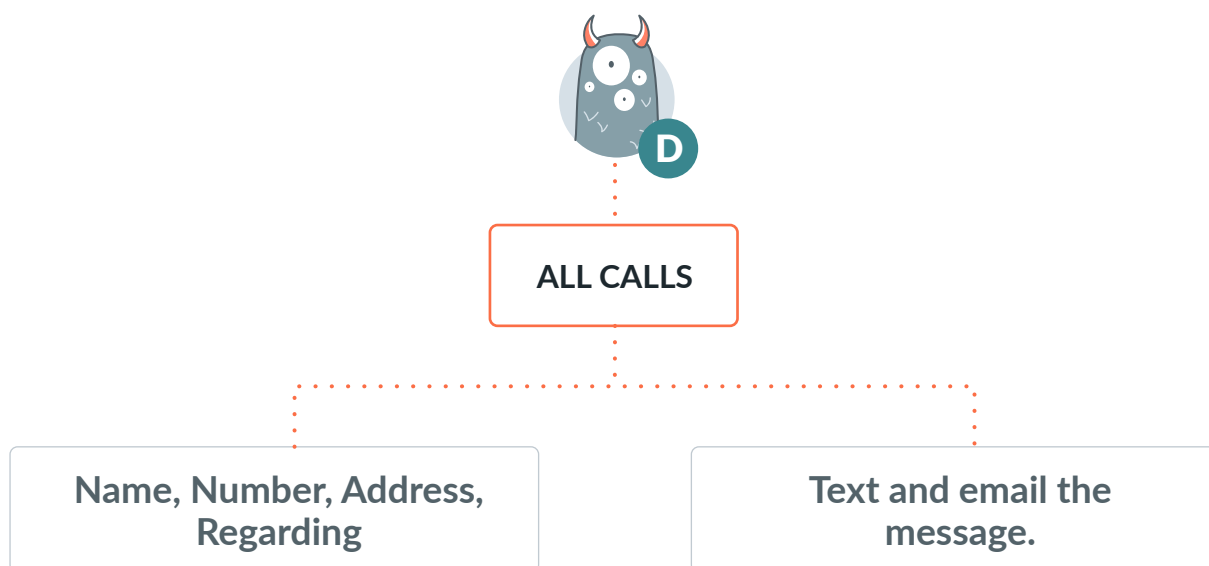 D
ALL CALLS
Name, Number, Address,
Regarding
Text and email the
message.